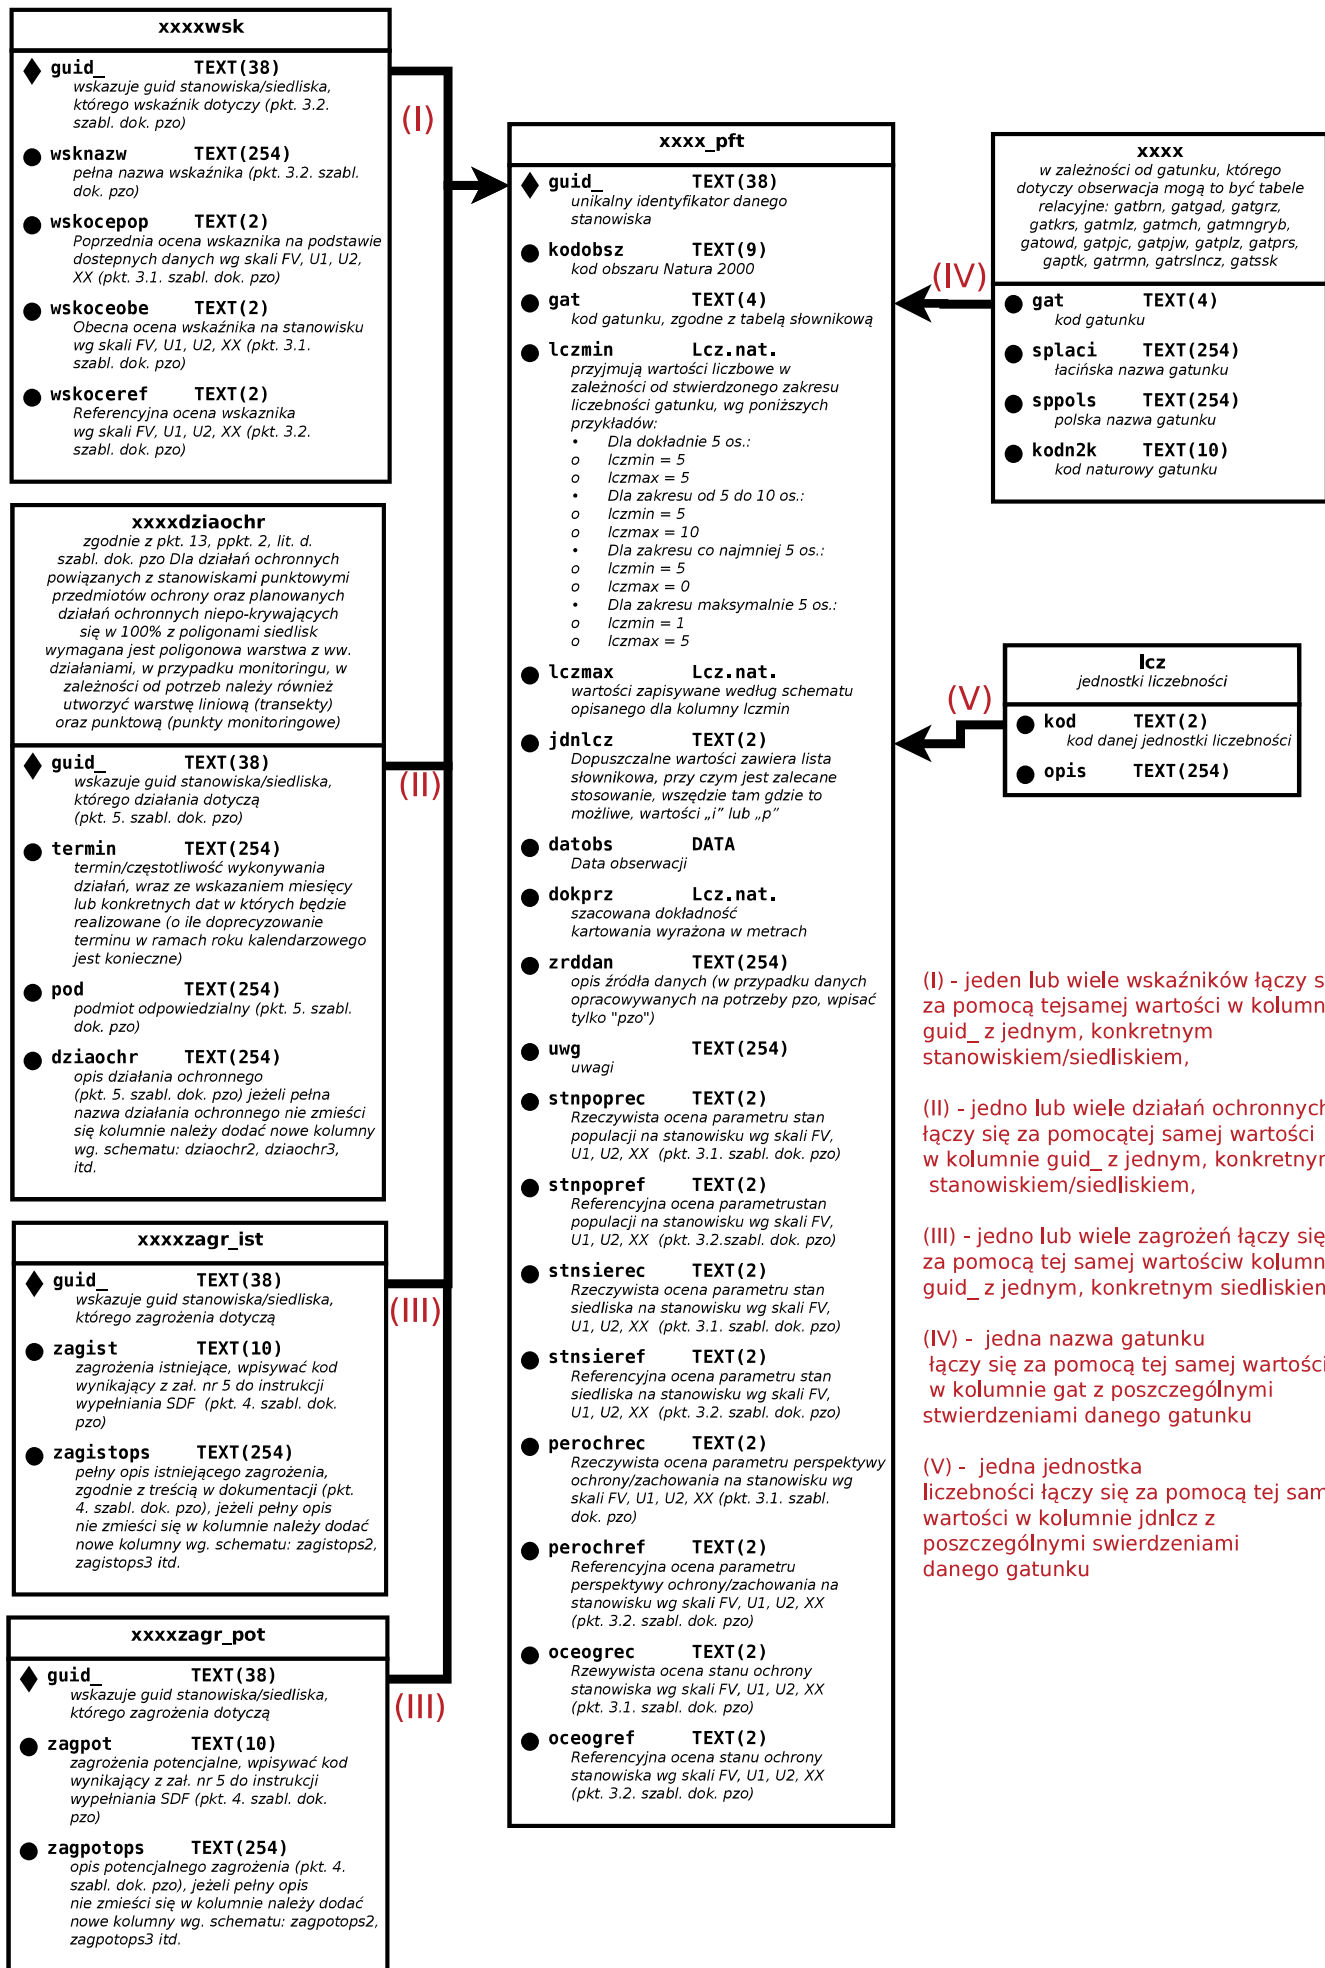 xxxxwsk
guid_ TEXT(38)
wskazuje guid stanowiska/siedliska,
którego wskaźnik dotyczy (pkt. 3.2.
szabl. dok. pzo)
wsknazw TEXT(254)
pełna nazwa wskaźnika (pkt. 3.2. szabl.
dok. pzo)
wskocepop TEXT(2)
Poprzednia ocena wskaznika na podstawie
dostepnych danych wg skali FV, U1, U2,
XX (pkt. 3.1. szabl. dok. pzo)
wskoceobe TEXT(2)
Obecna ocena wskaźnika na stanowisku
wg skali FV, U1, U2, XX (pkt. 3.1.
szabl. dok. pzo)
wskoceref TEXT(2)
Referencyjna ocena wskaznika
wg skali FV, U1, U2, XX (pkt. 3.2.
szabl. dok. pzo)
(I)
xxxxdziaochr
zgodnie z pkt. 13, ppkt. 2, lit. d.
szabl. dok. pzo Dla działań ochronnych
powiązanych z stanowiskami punktowymi
przedmiotów ochrony oraz planowanych
działań ochronnych niepo-krywających
się w 100% z poligonami siedlisk
wymagana jest poligonowa warstwa z ww.
działaniami, w przypadku monitoringu, w
zależności od potrzeb należy również
utworzyć warstwę liniową (transekty)
oraz punktową (punkty monitoringowe)
guid_ TEXT(38)
wskazuje guid stanowiska/siedliska,
którego działania dotyczą
(pkt. 5. szabl. dok. pzo)
termin TEXT(254)
termin/częstotliwość wykonywania
działań, wraz ze wskazaniem miesięcy
lub konkretnych dat w których będzie
realizowane (o ile doprecyzowanie
terminu w ramach roku kalendarzowego
jest konieczne)
pod TEXT(254)
podmiot odpowiedzialny (pkt. 5. szabl.
dok. pzo)
dziaochr TEXT(254)
opis działania ochronnego
(pkt. 5. szabl. dok. pzo) jeżeli pełna
nazwa działania ochronnego nie zmieści
się kolumnie należy dodać nowe kolumny
wg. schematu: dziaochr2, dziaochr3,
itd.
(II)
xxxxzagr_ist
guid_ TEXT(38)
wskazuje guid stanowiska/siedliska,
którego zagrożenia dotyczą
zagist TEXT(10)
zagrożenia istniejące, wpisywać kod
wynikający z zał. nr 5 do instrukcji
wypełniania SDF (pkt. 4. szabl. dok.
pzo)
zagistops TEXT(254)
pełny opis istniejącego zagrożenia,
zgodnie z treścią w dokumentacji (pkt.
4. szabl. dok. pzo), jeżeli pełny opis
nie zmieści się w kolumnie należy dodać
nowe kolumny wg. schematu: zagistops2,
zagistops3 itd.
(III)
xxxxzagr_pot
guid_ TEXT(38)
wskazuje guid stanowiska/siedliska,
którego zagrożenia dotyczą
zagpot TEXT(10)
zagrożenia potencjalne, wpisywać kod
wynikający z zał. nr 5 do instrukcji
wypełniania SDF (pkt. 4. szabl. dok.
pzo)
zagpotops TEXT(254)
opis potencjalnego zagrożenia (pkt. 4.
szabl. dok. pzo), jeżeli pełny opis
nie zmieści się w kolumnie należy dodać
nowe kolumny wg. schematu: zagpotops2,
zagpotops3 itd.
(III)
xxxx_pft
guid_ TEXT(38)
unikalny identyfikator danego
stanowiska
kodobsz TEXT(9)
kod obszaru Natura 2000
gat TEXT(4)
kod gatunku, zgodne z tabelą słownikową
lczmin Lcz.nat.
przyjmują wartości liczbowe w
zależności od stwierdzonego zakresu
liczebności gatunku, wg poniższych
przykładów:
• Dla dokładnie 5 os.:
o lczmin = 5
o lczmax = 5
• Dla zakresu od 5 do 10 os.:
o lczmin = 5
o lczmax = 10
• Dla zakresu co najmniej 5 os.:
o lczmin = 5
o lczmax = 0
• Dla zakresu maksymalnie 5 os.:
o lczmin = 1
o lczmax = 5
lczmax Lcz.nat.
wartości zapisywane według schematu
opisanego dla kolumny lczmin
jdnlcz TEXT(2)
Dopuszczalne wartości zawiera lista
słownikowa, przy czym jest zalecane
stosowanie, wszędzie tam gdzie to
możliwe, wartości „i” lub „p”
datobs DATA
Data obserwacji
dokprz Lcz.nat.
szacowana dokładność
kartowania wyrażona w metrach
zrddan TEXT(254)
opis źródła danych (w przypadku danych
opracowywanych na potrzeby pzo, wpisać
tylko "pzo")
uwg TEXT(254)
uwagi
stnpoprec TEXT(2)
Rzeczywista ocena parametru stan
populacji na stanowisku wg skali FV,
U1, U2, XX (pkt. 3.1. szabl. dok. pzo)
stnpopref TEXT(2)
Referencyjna ocena parametrustan
populacji na stanowisku wg skali FV,
U1, U2, XX (pkt. 3.2.szabl. dok. pzo)
stnsierec TEXT(2)
Rzeczywista ocena parametru stan
siedliska na stanowisku wg skali FV,
U1, U2, XX (pkt. 3.1. szabl. dok. pzo)
stnsieref TEXT(2)
Referencyjna ocena parametru stan
siedliska na stanowisku wg skali FV,
U1, U2, XX (pkt. 3.2. szabl. dok. pzo)
perochrec TEXT(2)
Rzeczywista ocena parametru perspektywy
ochrony/zachowania na stanowisku wg
skali FV, U1, U2, XX (pkt. 3.1. szabl.
dok. pzo)
perochref TEXT(2)
Referencyjna ocena parametru
perspektywy ochrony/zachowania na
stanowisku wg skali FV, U1, U2, XX
(pkt. 3.2. szabl. dok. pzo)
oceogrec TEXT(2)
Rzewywista ocena stanu ochrony
stanowiska wg skali FV, U1, U2, XX
(pkt. 3.1. szabl. dok. pzo)
oceogref TEXT(2)
Referencyjna ocena stanu ochrony
stanowiska wg skali FV, U1, U2, XX
(pkt. 3.2. szabl. dok. pzo)
xxxx
w zależności od gatunku, którego
dotyczy obserwacja mogą to być tabele
relacyjne: gatbrn, gatgad, gatgrz,
gatkrs, gatmlz, gatmch, gatmngryb,
gatowd, gatpjc, gatpjw, gatplz, gatprs,
gaptk, gatrmn, gatrslncz, gatssk
gat TEXT(4)
kod gatunku
splaci TEXT(254)
łacińska nazwa gatunku
sppols TEXT(254)
polska nazwa gatunku
kodn2k TEXT(10)
kod naturowy gatunku
(IV)
lcz
jednostki liczebności
kod TEXT(2)
kod danej jednostki liczebności
opis TEXT(254)
(V)
(I) - jeden lub wiele wskaźników łączy s
za pomocą tejsamej wartości w kolumn
guid_ z jednym, konkretnym
stanowiskiem/siedliskiem,
(II) - jedno lub wiele działań ochronnych
łączy się za pomocątej samej wartości
w kolumnie guid_ z jednym, konkretnym
stanowiskiem/siedliskiem,
(III) - jedno lub wiele zagrożeń łączy się
za pomocą tej samej wartościw kolumn
guid_ z jednym, konkretnym siedliskiem
(IV) - jedna nazwa gatunku
łączy się za pomocą tej samej wartości
w kolumnie gat z poszczególnymi
stwierdzeniami danego gatunku
(V) - jedna jednostka
liczebności łączy się za pomocą tej sam
wartości w kolumnie jdnlcz z
poszczególnymi swierdzeniami
danego gatunku